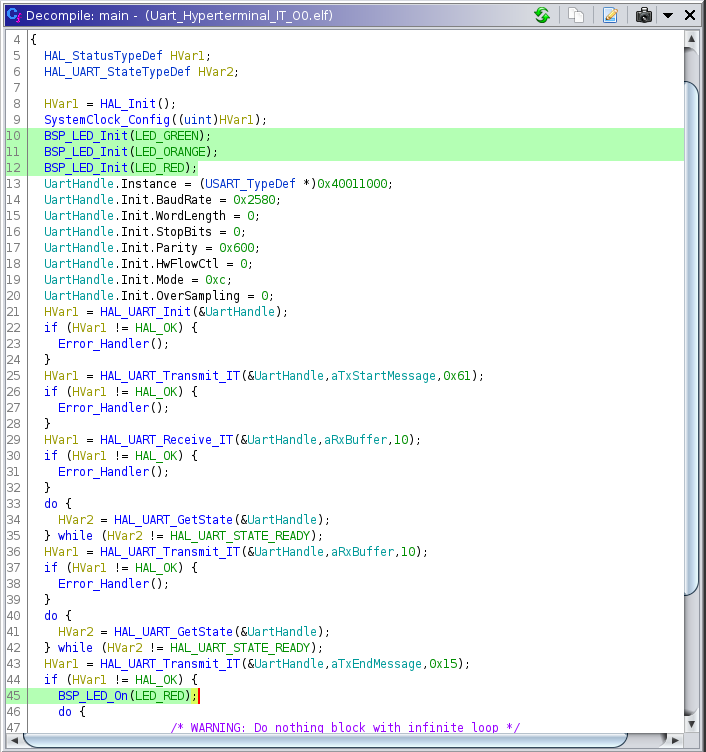 Decompile: main - (Uart_Hyperterminal_IT_00.elf)
4 {
5 HAL_StatusTypeDef HVar1;
6 HAL_UART_StateTypeDef HVar2;
7
8 HVar1 = HAL_Init();
9 SystemClock_Config((uint)HVar1);
10 BSP_LED_Init(LED_GREEN);
11 BSP_LED_Init(LED_ORANGE);
12 BSP_LED_Init(LED_RED);
13 UartHandle.Instance = (USART_TypeDef *)0x40011000;
14 UartHandle.Init.BaudRate = 0x2580;
15 UartHandle.Init.WordLength = 0;
16 UartHandle.Init.StopBits = 0;
17 UartHandle.Init.Parity = 0x600;
18 UartHandle.Init.HwFlowCtl = 0;
19 UartHandle.Init.Mode = 0xc;
20 UartHandle.Init.OverSampling = 0;
21 HVar1 = HAL_UART_Init(&UartHandle);
22 if (HVar1 != HAL_OK) {
23 Error_Handler();
24 }
25 HVar1 = HAL_UART_Transmit_IT(&UartHandle,aTxStartMessage,0x61);
26 if (HVar1 != HAL_OK) {
27 Error_Handler();
28 }
29 HVar1 = HAL_UART_Receive_IT(&UartHandle,aRxBuffer,10);
30 if (HVar1 != HAL_OK) {
31 Error_Handler();
32 }
33 do {
34 HVar2 = HAL_UART_GetState(&UartHandle);
35 } while (HVar2 != HAL_UART_STATE_READY);
36 HVar1 = HAL_UART_Transmit_IT(&UartHandle,aRxBuffer,10);
37 if (HVar1 != HAL_OK) {
38 Error_Handler();
39 }
40 do {
41 HVar2 = HAL_UART_GetState(&UartHandle);
42 } while (HVar2 != HAL_UART_STATE_READY);
43 HVar1 = HAL_UART_Transmit_IT(&UartHandle,aTxEndMessage,0x15);
44 if (HVar1 != HAL_OK) {
45 BSP_LED_On(LED_RED);
46 do {
47 /* WARNING: Do nothing block with infinite loop */